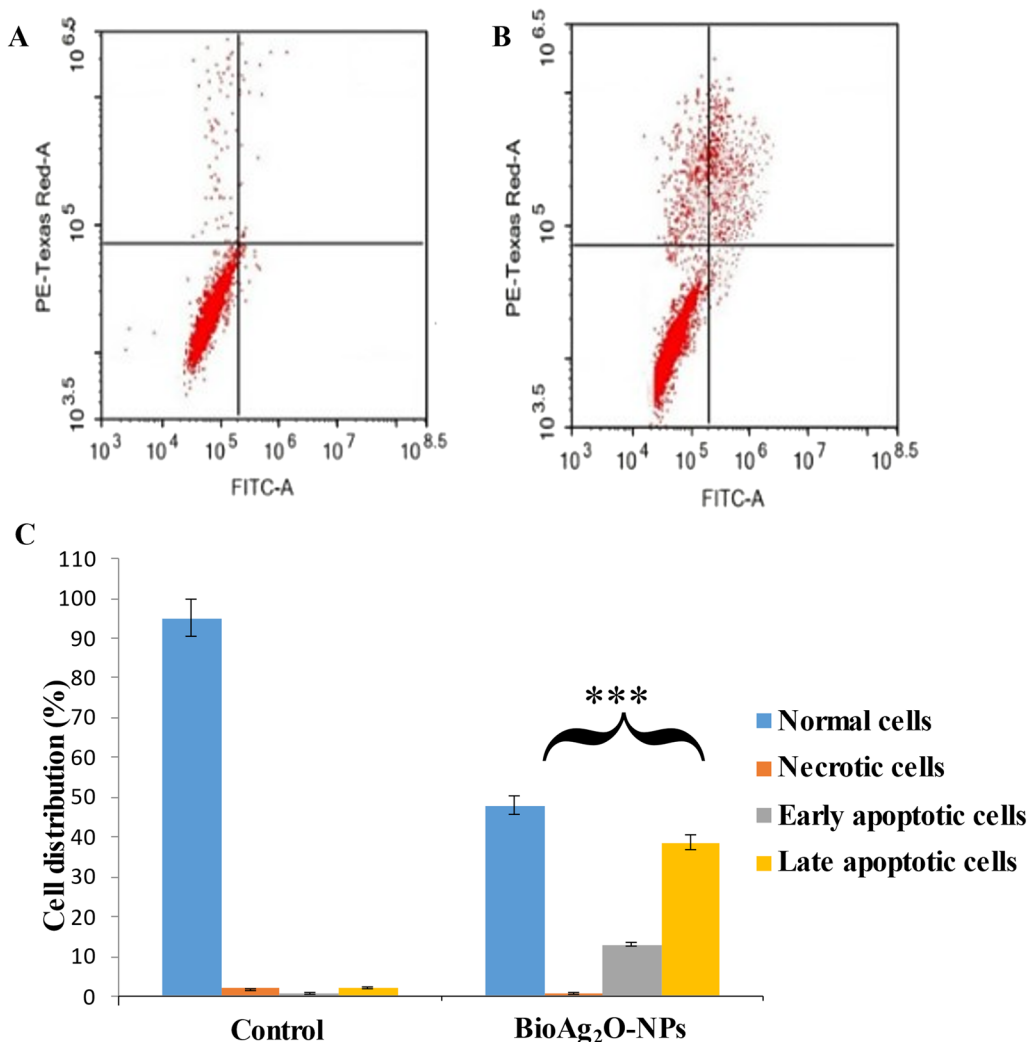 A
10^6.5
10^5
10^3.5
PE-Texas Red-A
10^3 10^4 10^5 10^6 10^7 10^8.5
FITC-A
B
10^6.5
10^5
10^3.5
PE-Texas Red-A
10^3 10^4 10^5 10^6 10^7 10^8.5
FITC-A
C
110
100
90
80
70
60
50
40
30
20
10
0
Cell distribution (%)
***
Normal cells
Necrotic cells
Early apoptotic cells
Late apoptotic cells
Control
BioAg₂O-NPs